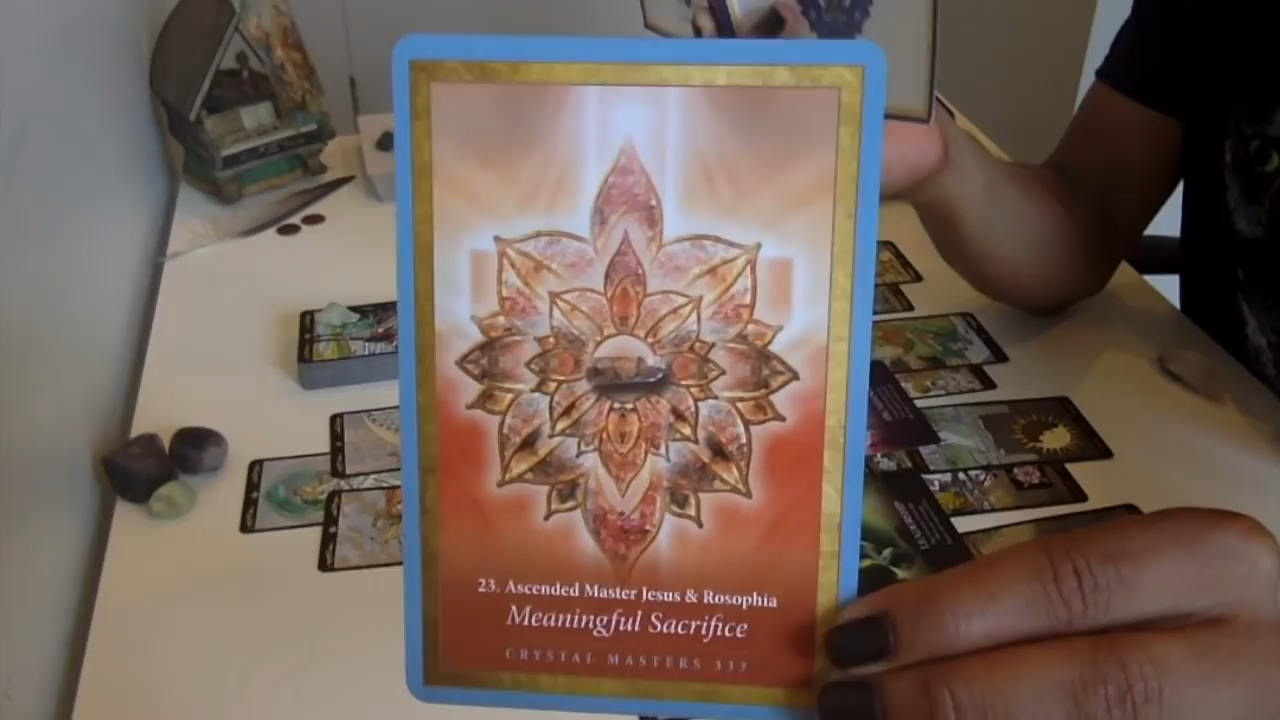 23. Ascended Master Jesus & Rosophia
Meaningful Sacrifice
CRYSTAL MASTERS 333